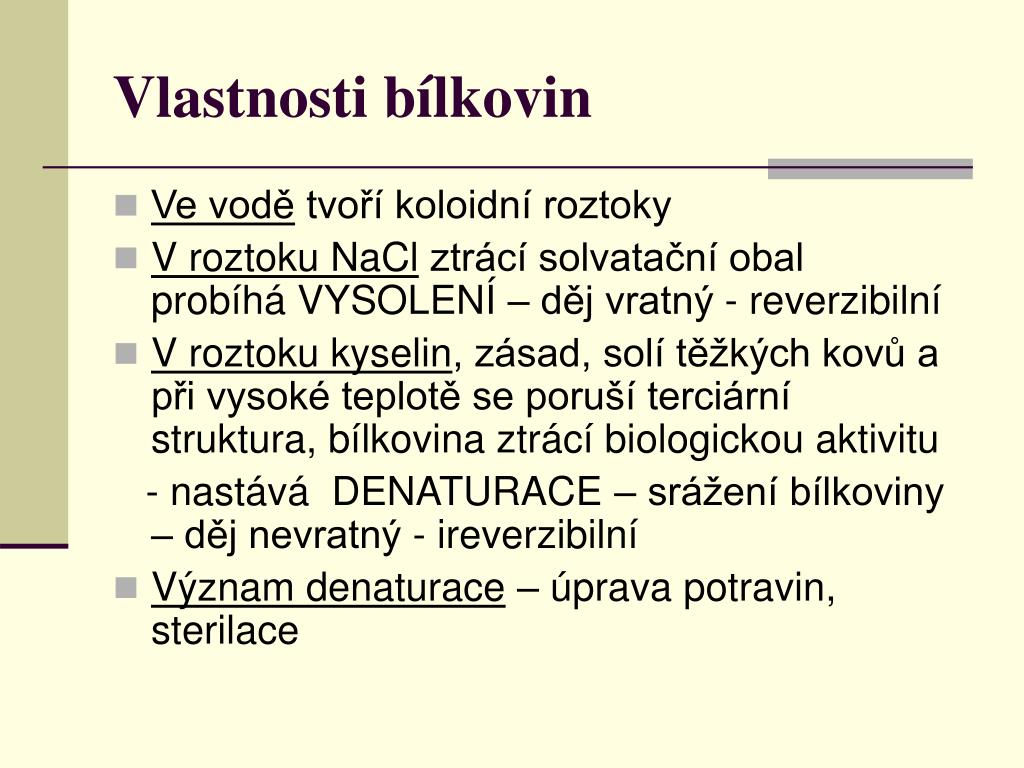 Vlastnosti bílkovin
Ve vodě tvoří koloidní roztoky
V roztoku NaCl ztrácí solvatační obal
probíhá VYSOLENÍ – děj vratný - reverzibilní
V roztoku kyselin, zásad, solí těžkých kovů a
při vysoké teplotě se poruší terciární
struktura, bílkovina ztrácí biologickou aktivitu
- nastává  DENATURACE – srážení bílkoviny
– děj nevratný - ireverzibilní
Význam denaturace – úprava potravin,
sterilace